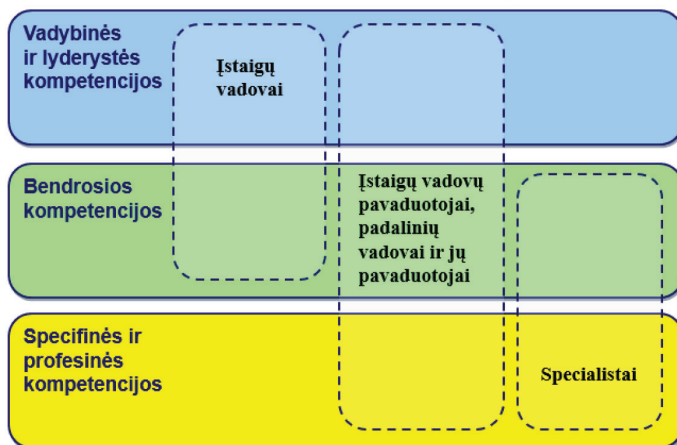 Vadybinės
ir lyderystės
kompetencijos
Įstaigų
vadovai
Bendrosios
kompetencijos
Įstaigų vadovų
pavaduotojai,
padalinių
vadovai ir jų
pavaduotojai
Specifinės ir
profesinės
kompetencijos
Specialistai